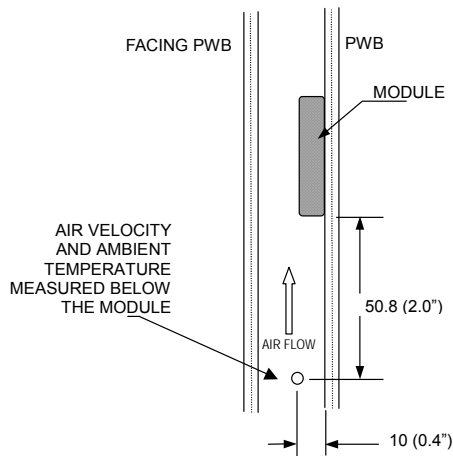 FACING PWB
PWB
MODULE
AIR VELOCITY
AND AMBIENT
TEMPERATURE
MEASURED BELOW
THE MODULE
50.8 (2.0”)
AIR FLOW
10 (0.4”)